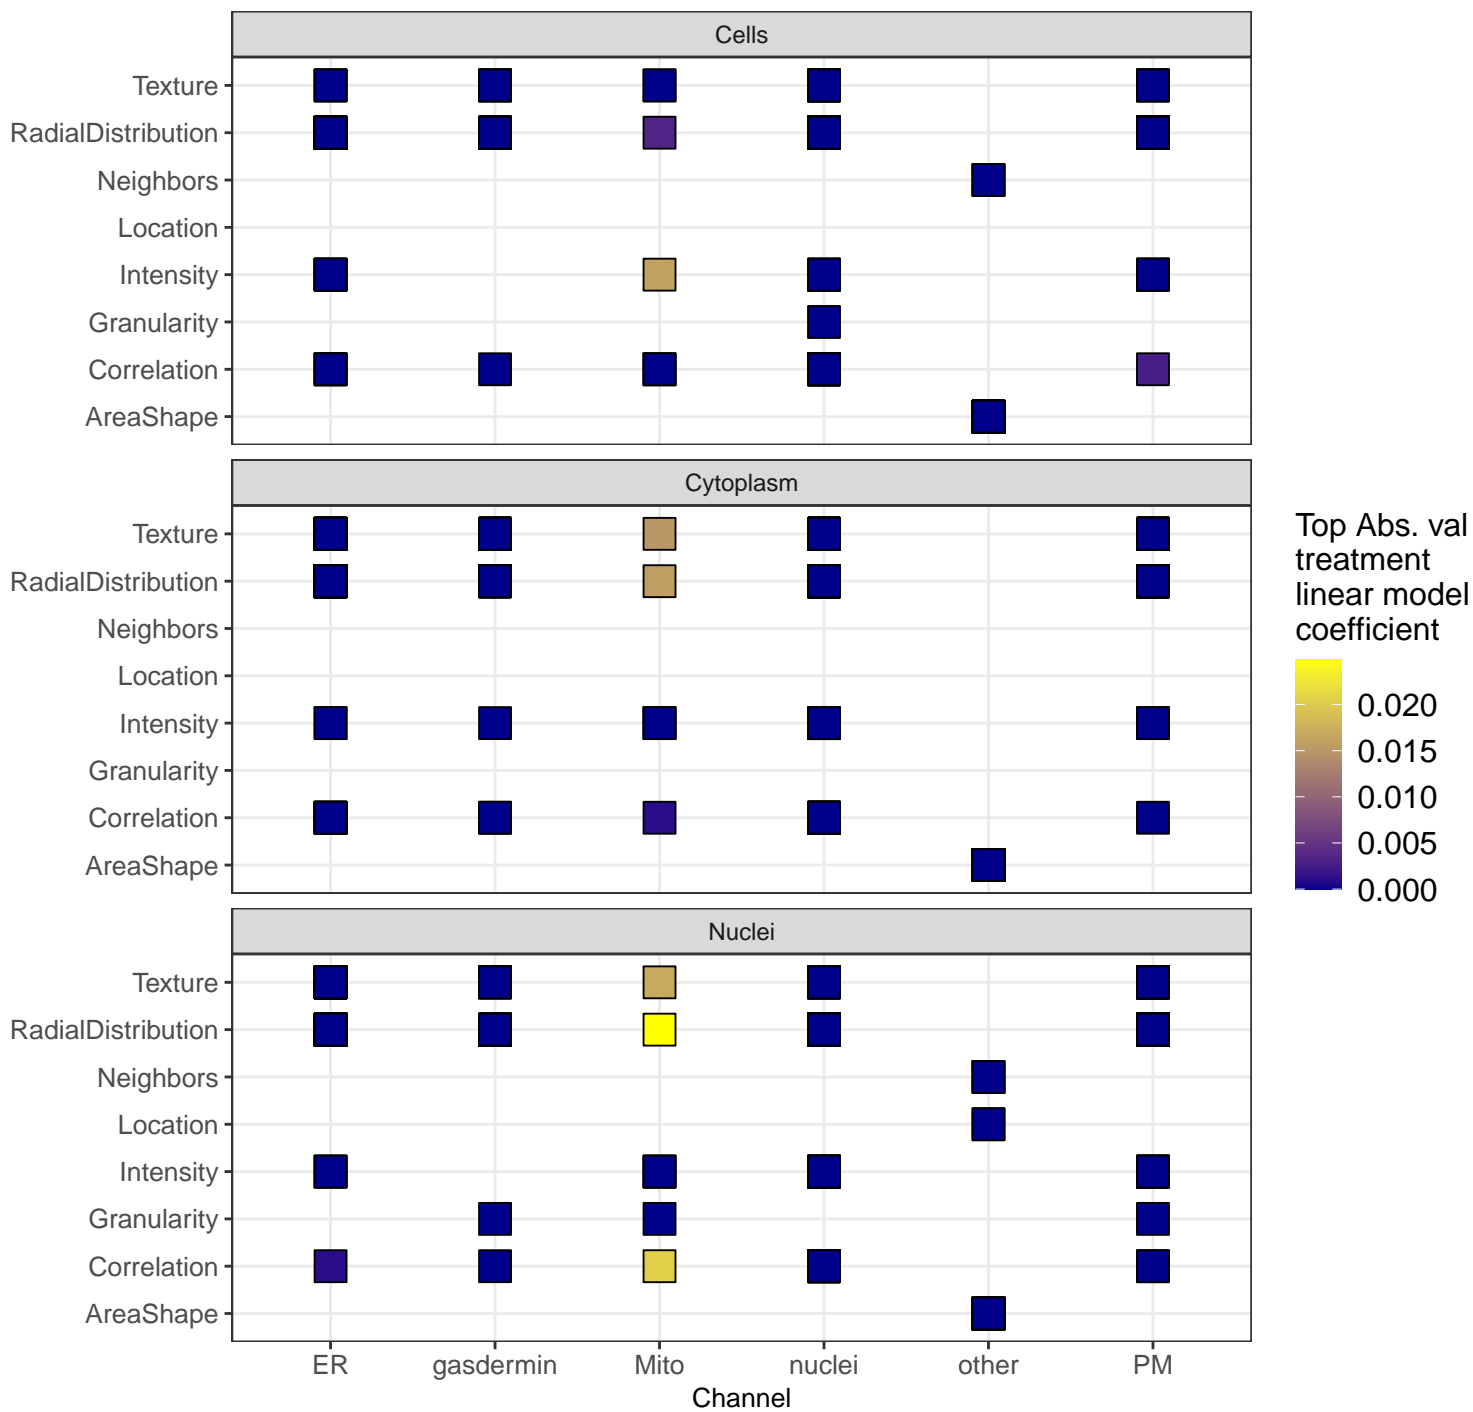 Cells
Texture
RadialDistribution
Neighbors
Location
Intensity
Granularity
Correlation
AreaShape
Cytoplasm
Texture
RadialDistribution
Neighbors
Location
Intensity
Granularity
Correlation
AreaShape
Nuclei
Texture
RadialDistribution
Neighbors
Location
Intensity
Granularity
Correlation
AreaShape
ER gasdermin Mito nuclei other PM
Channel
Top Abs. val
treatment
linear model
coefficient
0.020
0.015
0.010
0.005
0.000